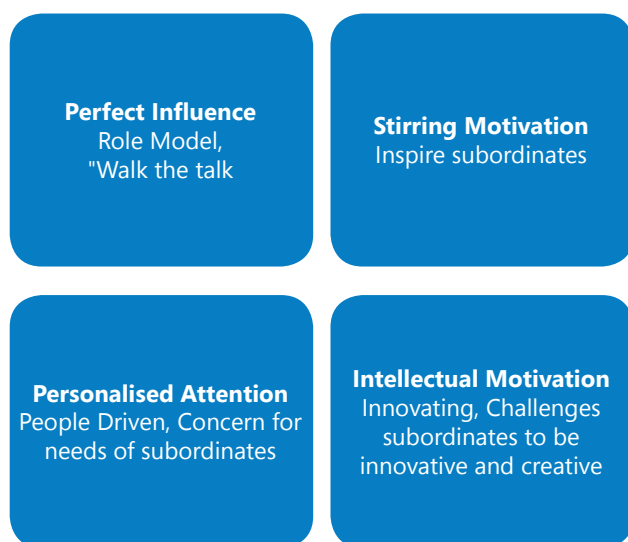 Perfect Influence
Role Model,
"Walk the talk
Stirring Motivation
Inspire subordinates
Personalised Attention
People Driven, Concern for
needs of subordinates
Intellectual Motivation
Innovating, Challenges
subordinates to be
innovative and creative